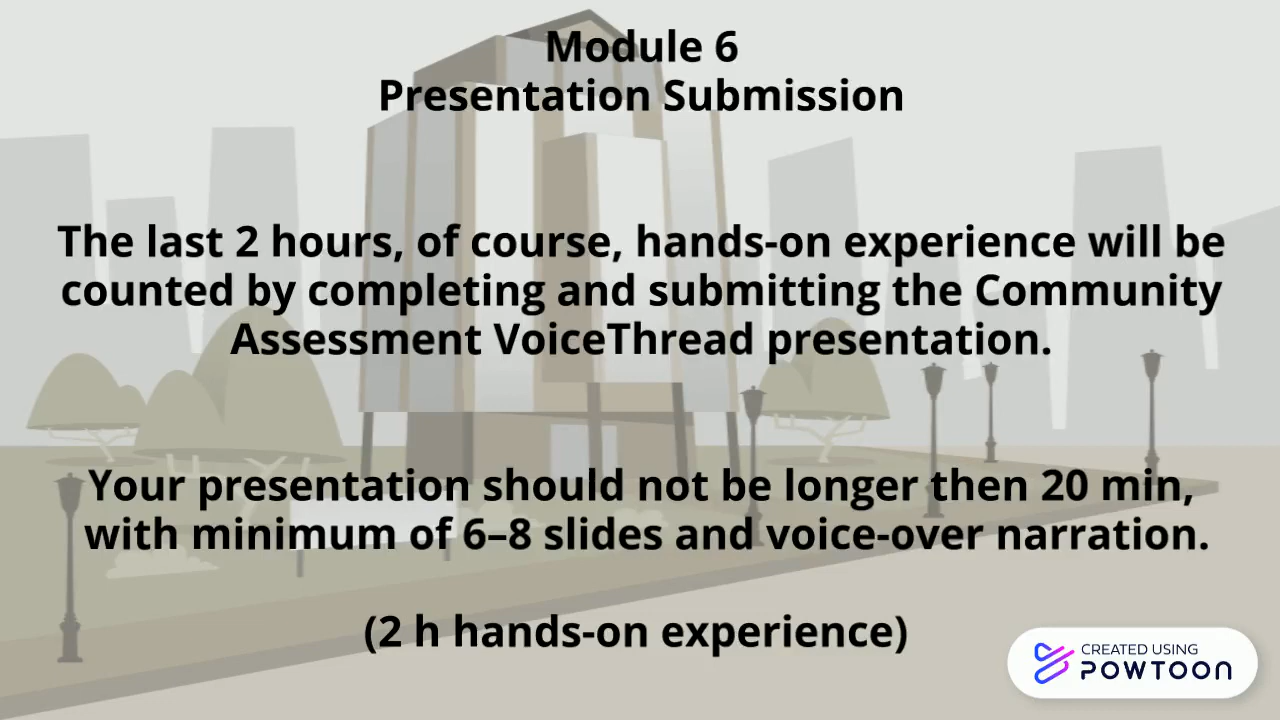 Module 6
Presentation Submission
The last 2 hours, of course, hands-on experience will be
counted by completing and submitting the Community
Assessment VoiceThread presentation.
Your presentation should not be longer then 20 min,
with minimum of 6–8 slides and voice-over narration.
(2 h hands-on experience)
CREATED USING
POWTOON